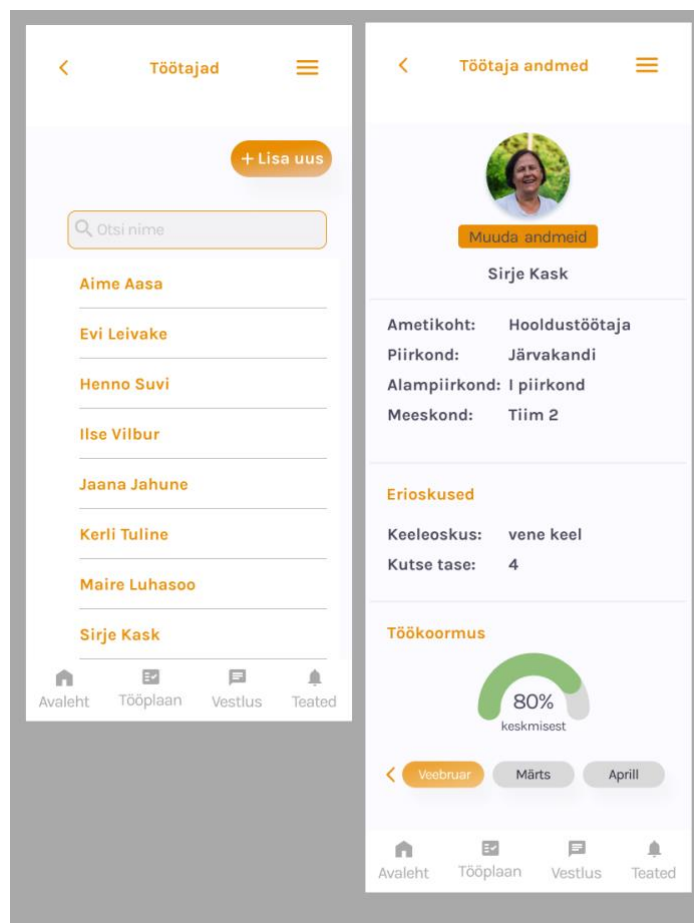 Töötajad
+ Lisa uus
Otsi nime
Aime Aasa
Evi Leivake
Henno Suvi
Ilse Vilbur
Jaana Jahune
Kerli Tuline
Maire Luhasoo
Sirje Kask
Avaleht Tööplaan Vestlus Teated
Töötaja andmed
Muuda andmeid
Sirje Kask
Ametikoht: Hooldustöötaja
Piirkond: Järvakandi
Alampiirkond: I piirkond
Meeskond: Tiim 2
Erioskused
Keeleoskus: vene keel
Kutse tase: 4
Töökoormus
80%
keskmisest
Veebruar Märts Aprill
Avaleht Tööplaan Vestlus Teated